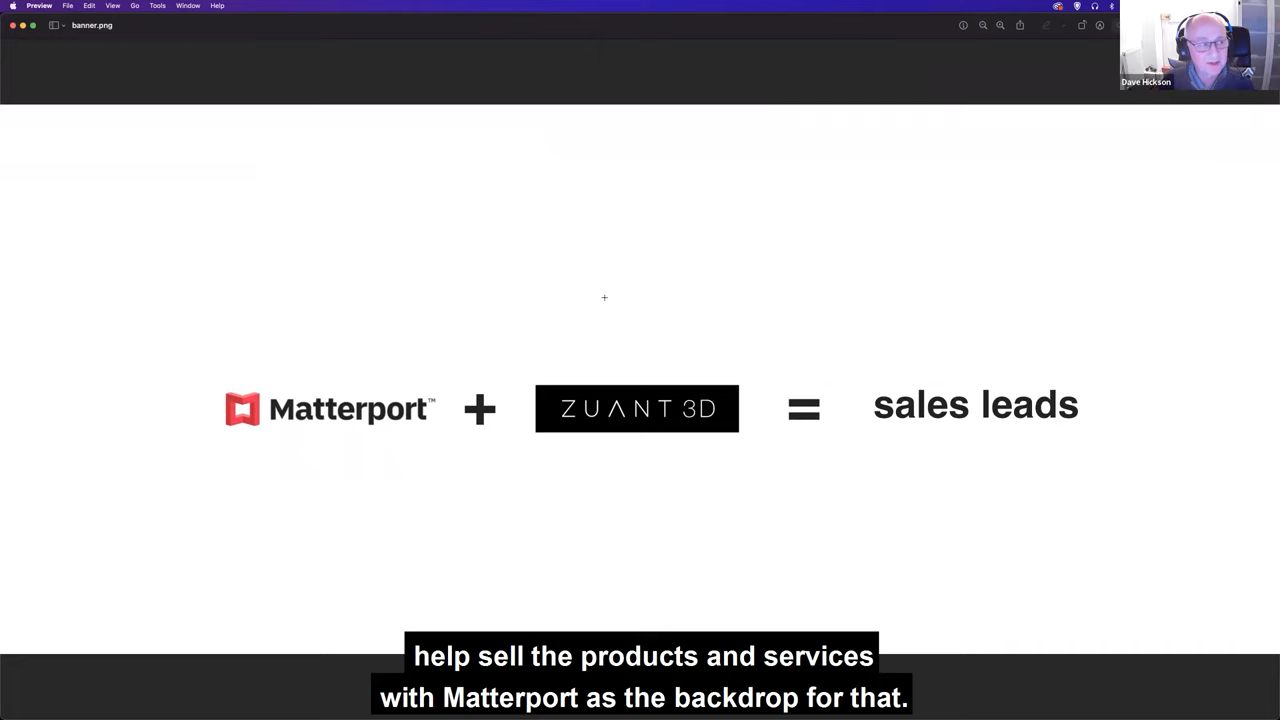 Preview File Edit View Go Tools Window Help
banner.png
Dave Hickson
Matterport™ + ZUANT 3D = sales leads
help sell the products and services
with Matterport as the backdrop for that.